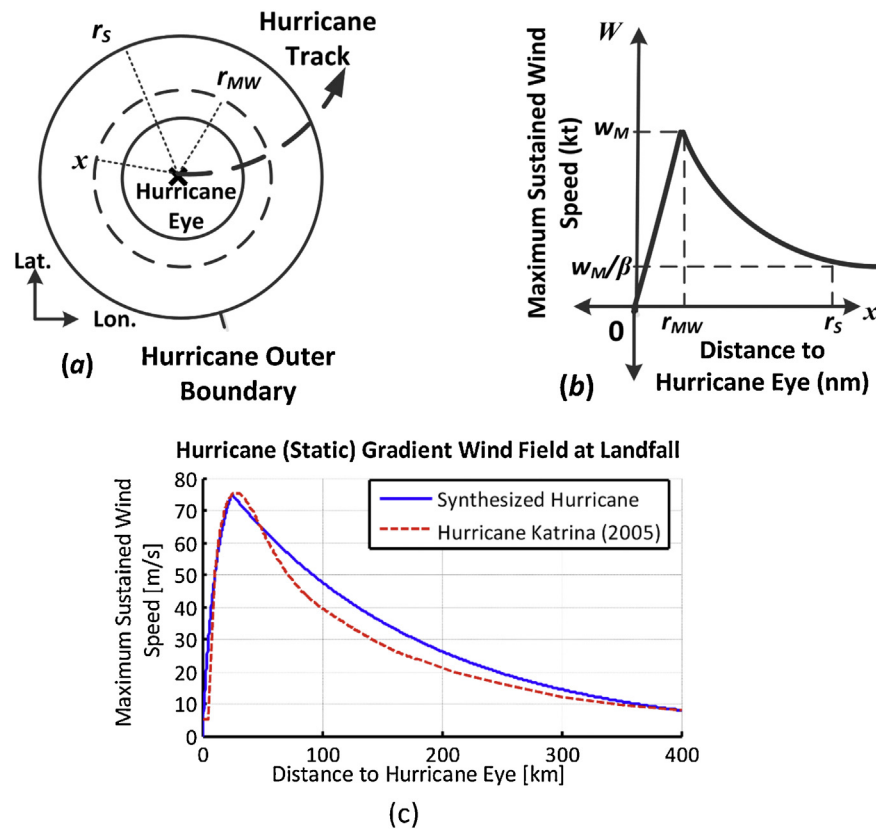 r_S
Hurricane
Track
r_MW
x
Hurricane
Eye
Lat.
Lon.
(a)
Hurricane Outer
Boundary
W
Maximum Sustained Wind
Speed (kt)
w_M
w_M/β
0
r_MW
r_S
x
Distance to
Hurricane Eye (nm)
(b)
Hurricane (Static) Gradient Wind Field at Landfall
Maximum Sustained Wind
Speed [m/s]
80
70
60
50
40
30
20
10
0
Synthesized Hurricane
Hurricane Katrina (2005)
0 100 200 300 400
Distance to Hurricane Eye [km]
(c)